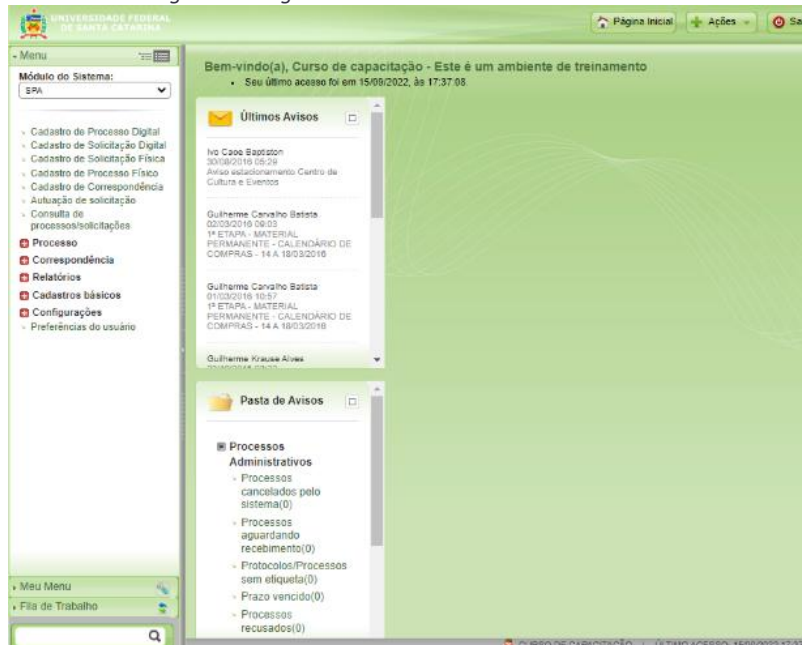 UNIVERSIDADE FEDERAL
DE SANTA CATARINA
Página Inicial
Ações
Sa
Menu
Módulo do Sistema:
SPA
Cadastro de Processo Digital
Cadastro de Solicitação Digital
Cadastro de Solicitação Física
Cadastro de Processo Físico
Cadastro de Correspondência
Autuação de solicitação
Consulta de
processos/solicitações
Processo
Correspondência
Relatórios
Cadastros básicos
Configurações
Preferências do usuário
Meu Menu
Fila de Trabalho
Bem-vindo(a), Curso de capacitação - Este é um ambiente de treinamento
Seu último acesso foi em 15/09/2022, às 17:37:08.
Últimos Avisos
Ivo Caoe Baptiston
30/08/2016 05:29
Aviso estacionamento Centro de
Cultura e Eventos
Guilherme Carvalho Batista
02/03/2016 09:03
1ª ETAPA - MATERIAL
PERMANENTE - CALENDÁRIO DE
COMPRAS - 14 A 18/03/2016
Guilherme Carvalho Batista
01/03/2016 10:57
1ª ETAPA - MATERIAL
PERMANENTE - CALENDÁRIO DE
COMPRAS - 14 A 18/03/2016
Guilherme Krause Alves
Pasta de Avisos
Processos
Administrativos
Processos
cancelados pelo
sistema(0)
Processos
aguardando
recebimento(0)
Protocolos/Processos
sem etiqueta(0)
Prazo vencido(0)
Processos
recusados(0)
CURSO DE CAPACITAÇÃO